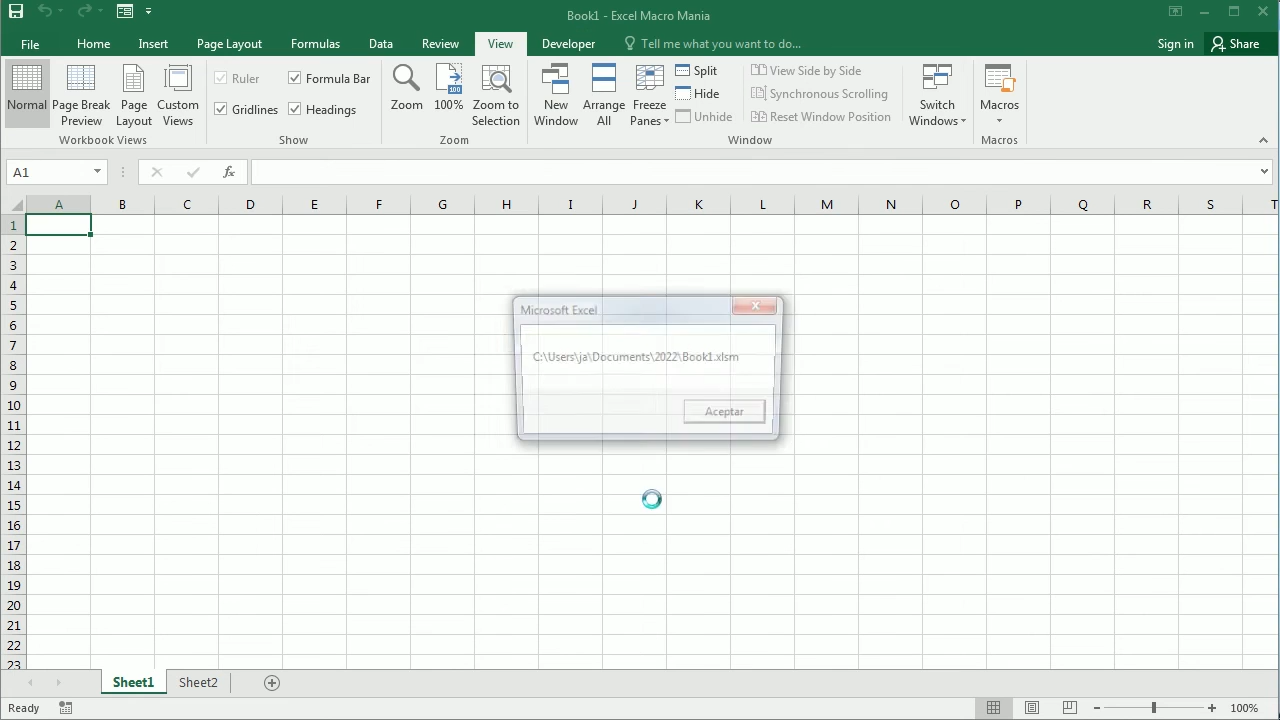 Book1 - Excel Macro Mania
File Home Insert Page Layout Formulas Data Review View Developer Tell me what you want to do... Sign in Share
Normal
Page Break Preview
Page Layout
Custom Views
Workbook Views
Ruler
Formula Bar
Gridlines
Headings
Show
Zoom
100
100%
Zoom to Selection
Zoom
New Window
Arrange All
Freeze Panes
Split
Hide
Unhide
View Side by Side
Synchronous Scrolling
Reset Window Position
Window
Switch Windows
Macros
Macros
A1
fx
A B C D E F G H I J K L M N O P Q R S T
1
2
3
4
5
6
7
8
9
10
11
12
13
14
15
16
17
18
19
20
21
22
23
Microsoft Excel
C:\Users\ja\Documents\2022\Book1.xlsm
Aceptar
Sheet1 Sheet2
Ready 100%